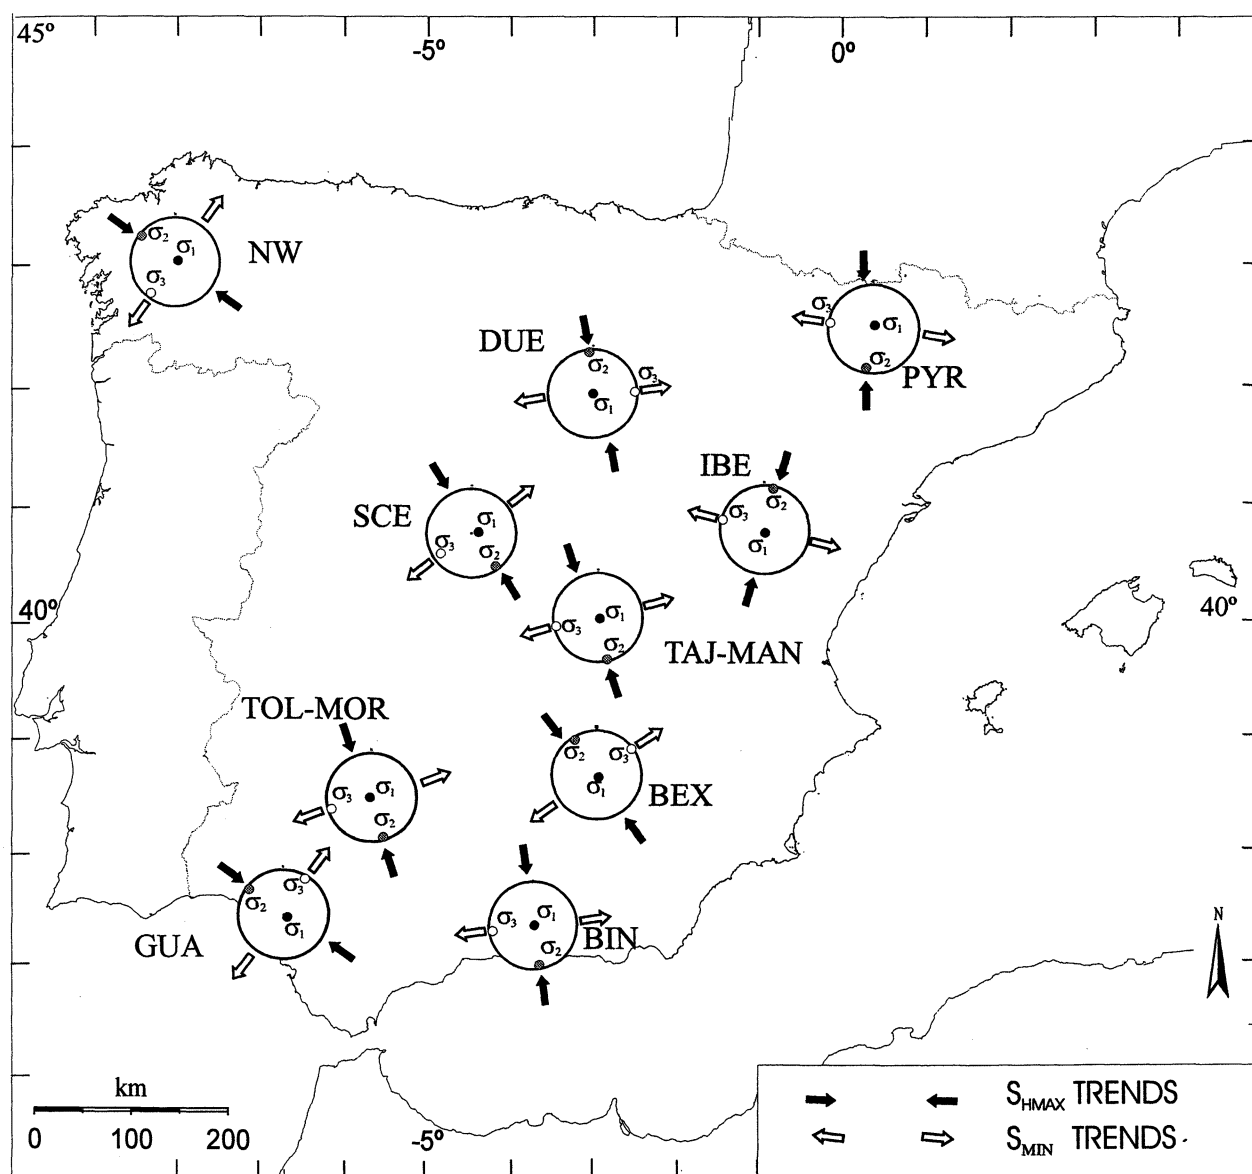 45º
-5º
0º
σ2
σ1
σ3
NW
σ3
σ1
σ2
PYR
DUE
σ2
σ3
σ1
IBE
σ3
σ2
σ1
SCE
σ1
σ3
σ2
40º
40º
σ1
σ3
σ2
TAJ-MAN
TOL-MOR
σ3
σ1
σ2
σ2
σ3
σ1
BEX
σ3
σ2
σ1
GUA
σ3
σ1
σ2
BIN
N
km
0 100 200
-5º
SHMAX TRENDS
SMIN TRENDS